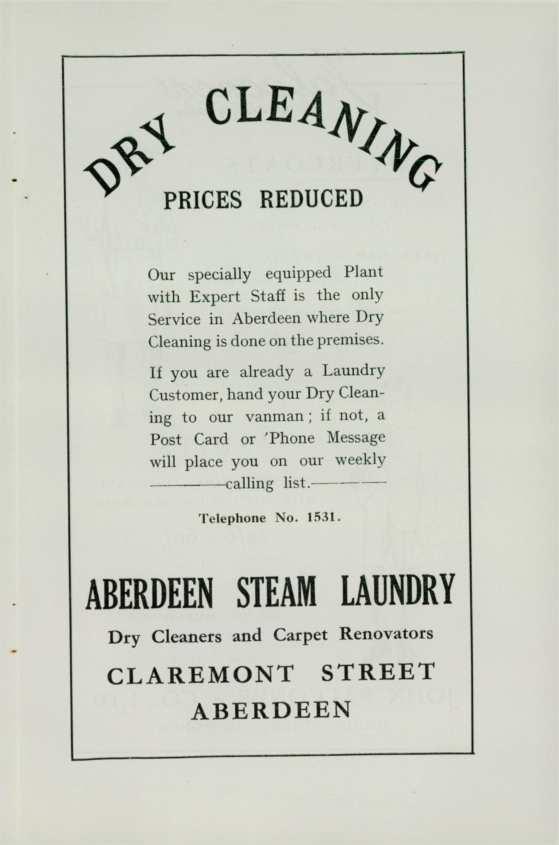 DRY CLEANING
PRICES REDUCED
Our specially equipped Plant
with Expert Staff is the only
Service in Aberdeen where Dry
Cleaning is done on the premises.
If you are already a Laundry
Customer, hand your Dry Clean-
ing to our vanman; if not, a
Post Card or 'Phone Message
will place you on our weekly
calling list.
Telephone No. 1531.
ABERDEEN STEAM LAUNDRY
Dry Cleaners and Carpet Renovators
CLAREMONT STREET
ABERDEEN